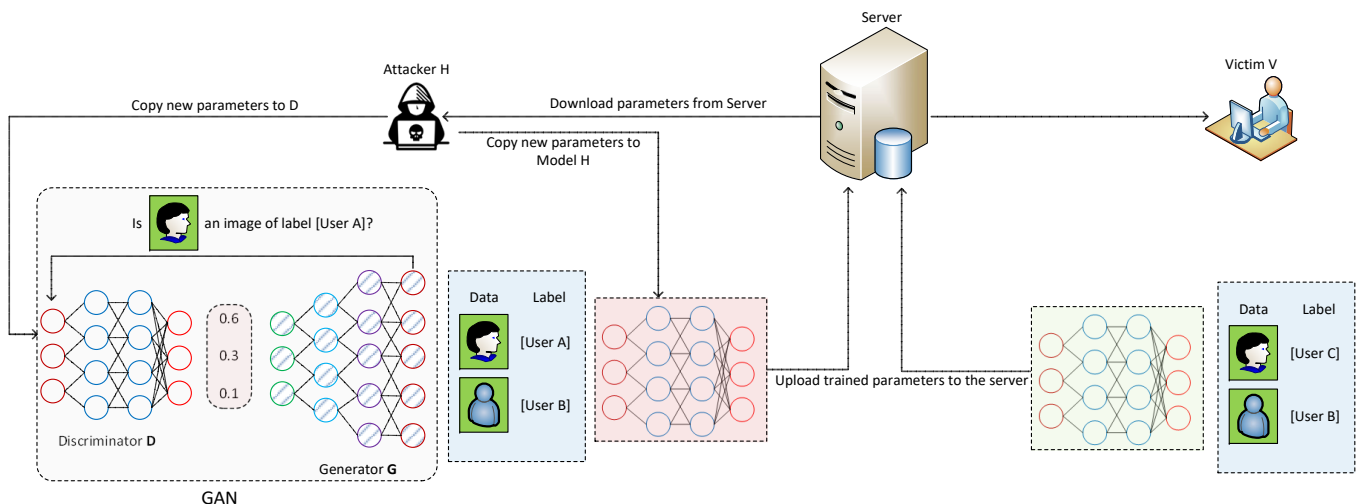 Server
Attacker H
Victim V
Copy new parameters to D
Download parameters from Server
Copy new parameters to
Model H
Is an image of label [User A]?
Data Label
[User A]
[User B]
0.6
0.3
0.1
Discriminator D
Generator G
GAN
Upload trained parameters to the server
Data Label
[User C]
[User B]